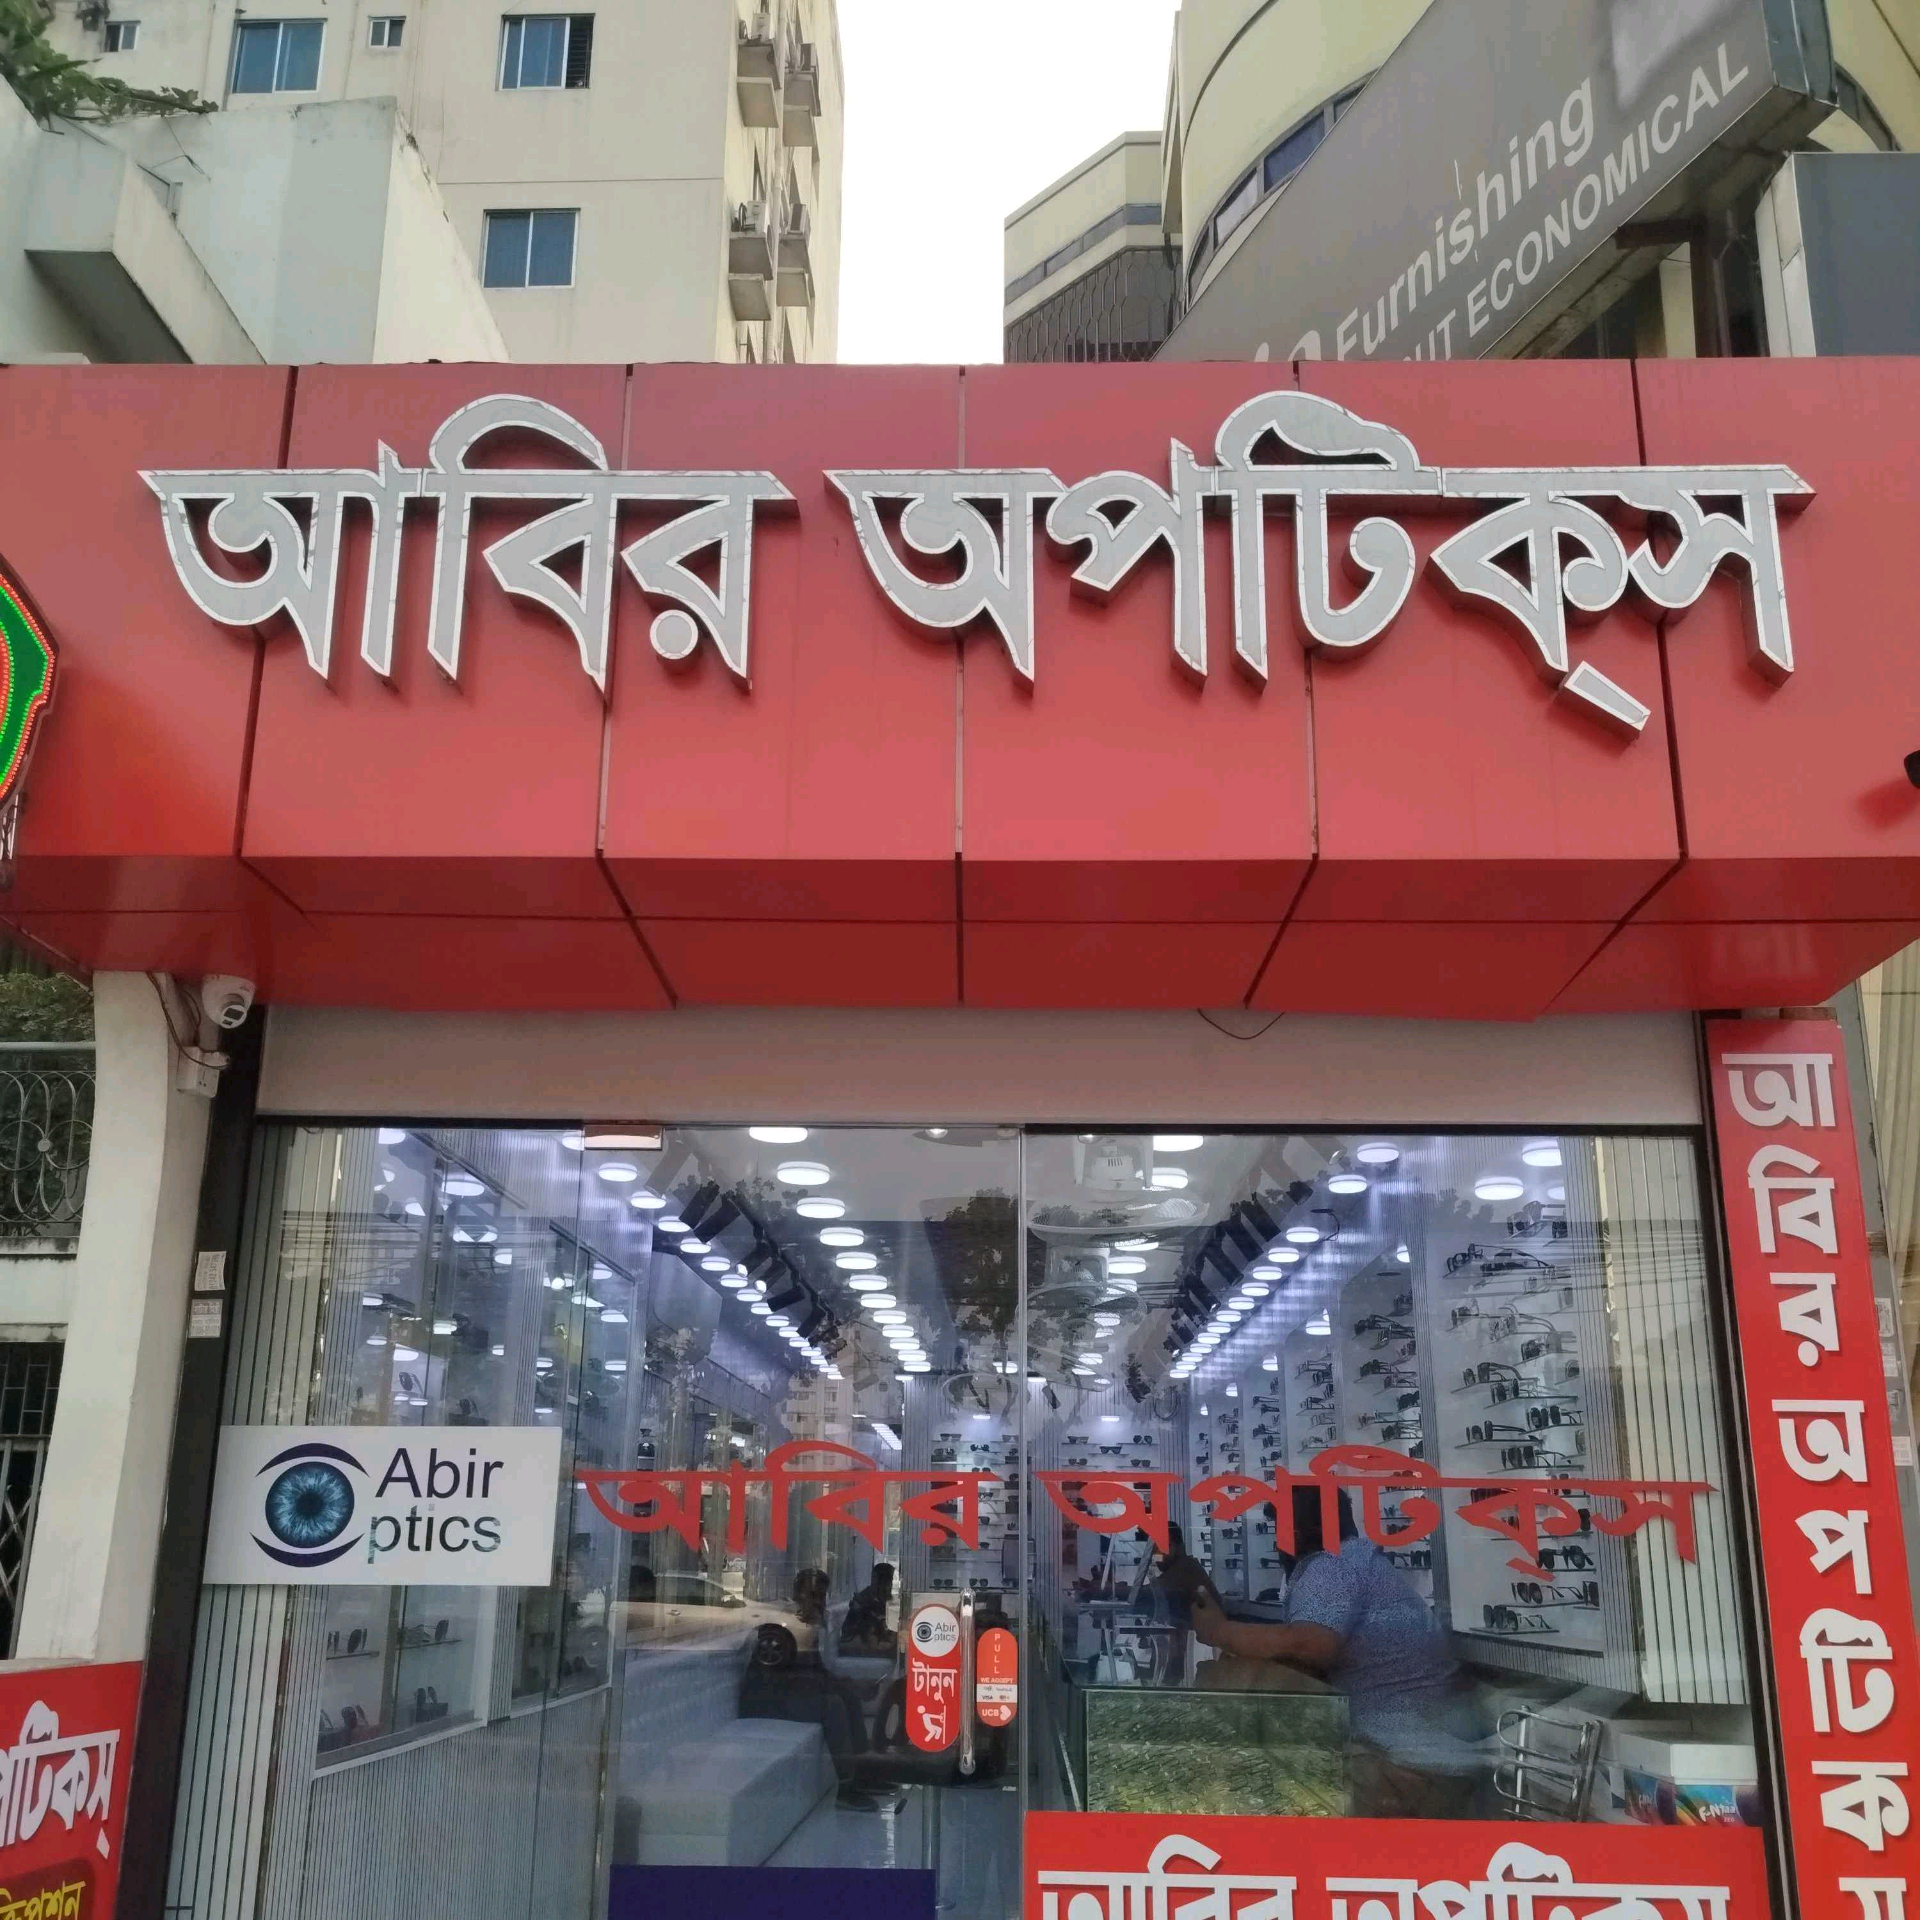 Furnishing
ECONOMICAL
আবির অপটিক্স
আবির অপটিকস
Abir
Optics
আবির অপটিক্স
Abir
Optics
টানুন
PULL
WE ACCEPT
VISA
UCB
আবির অপটিক্স